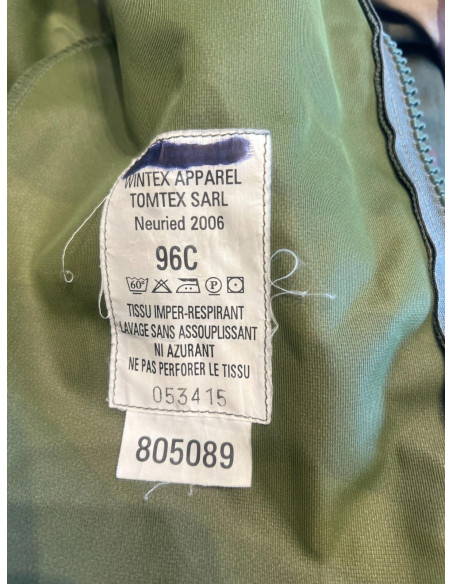 WINTEX APPAREL
TOMTEX SARL
Neuried 2006
96C
60° P
TISSU IMPER-RESPIRANT
LAVAGE SANS ASSOUPLISSANT
NI AZURANT
NE PAS PERFORER LE TISSU
053415
805089